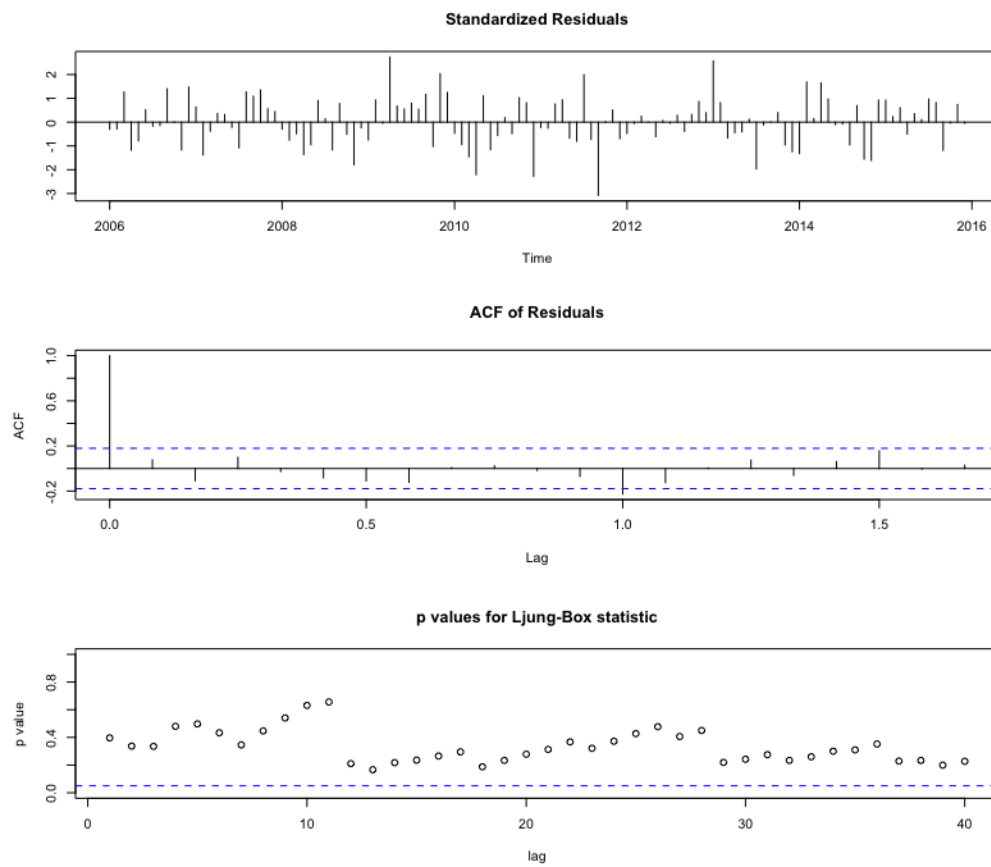 Standardized Residuals
2
1
0
-1
-2
-3
2006 2008 2010 2012 2014 2016
Time
ACF of Residuals
ACF
1.0
0.6
0.2
-0.2
0.0 0.5 1.0 1.5
Lag
p values for Ljung-Box statistic
p value
0.8
0.4
0.0
0 10 20 30 40
lag